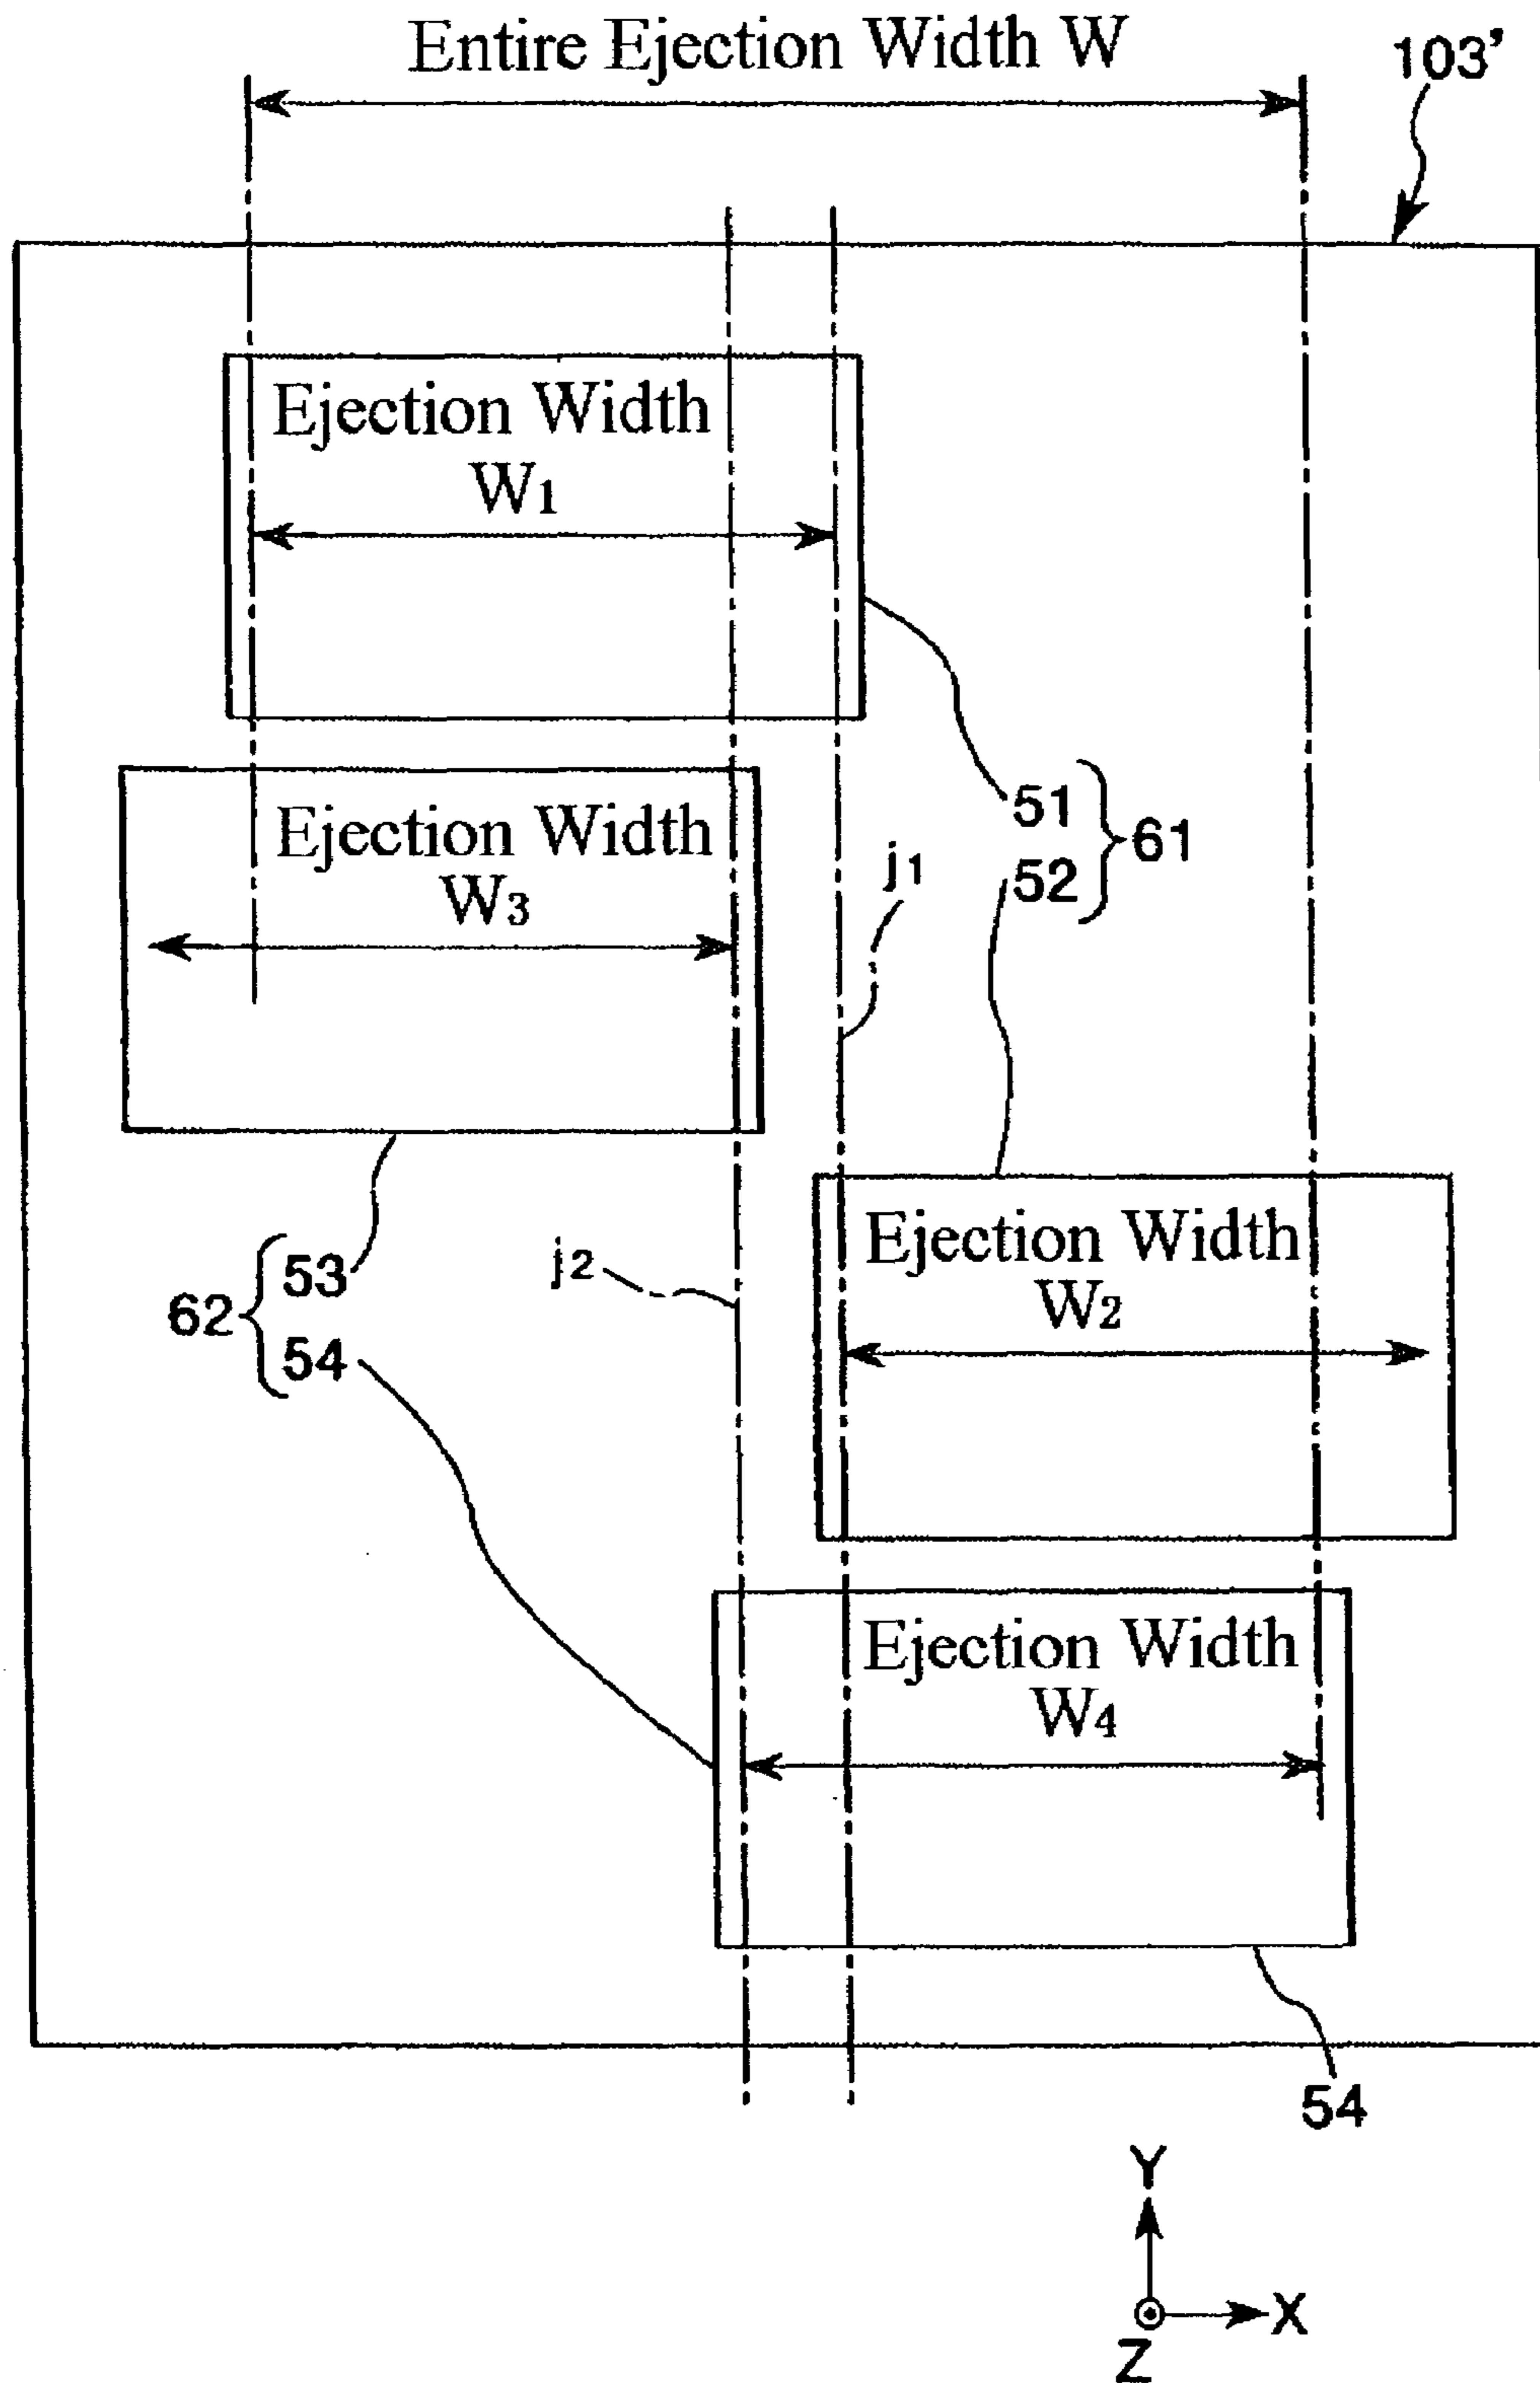 Entire Ejection Width W
103'
Ejection Width
W1
Ejection Width
W3
51
52
61
j1
Ejection Width
W2
j2
62
53
54
Ejection Width
W4
54
Y
X
Z